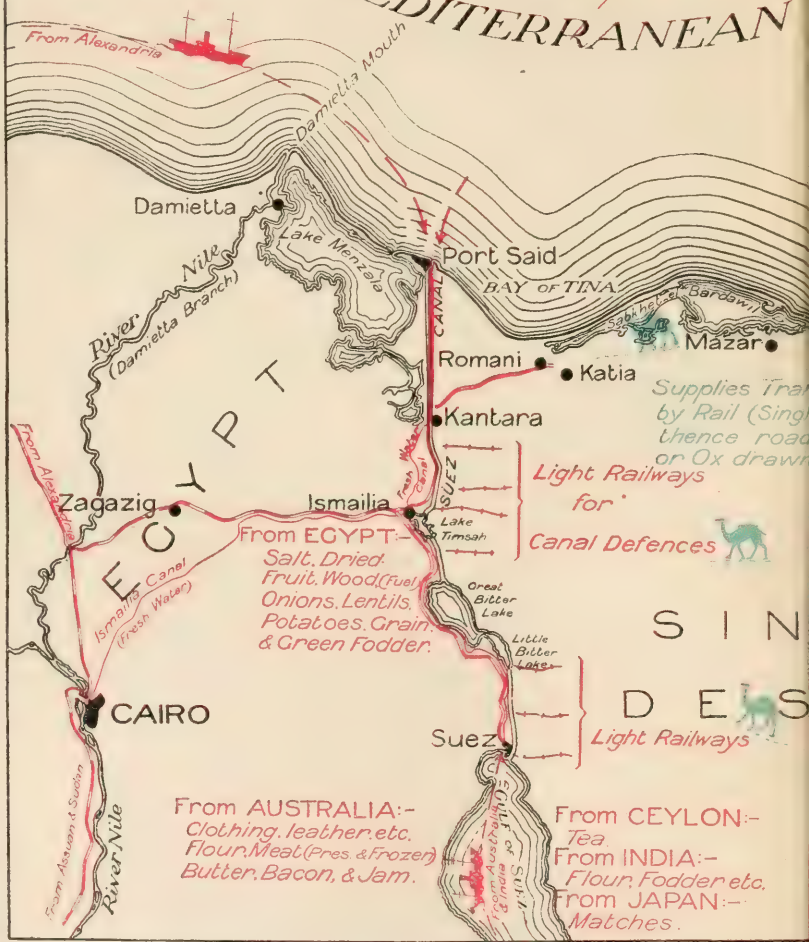 EDITERRANEAN
From Alexandria
Damietta Mouth
Damietta
Lake Menzala
River Nile
(Damietta Branch)
Port Said
BAY OF TINA
CANAL
Bardawil
Mazar
Romani
Katia
Supplies Tra
by Rail (Sing
thence road
or Ox drawn
Kantara
Fresh Water
Canal
SUEZ
Light Railways
for
Canal Defences
EGYPT
From Alexandria
Zagazig
Ismailia
Lake
Timsah
Ismailia Canal
(Fresh Water)
From EGYPT:-
Salt, Dried
Fruit, Wood,(Fuel)
Onions, Lentils,
Potatoes, Grain,
& Green Fodder.
Great
Bitter
Lake
Little
Bitter
Lake
SIN
DES
CAIRO
Suez
Light Railways
From Assuan & Sudan
River Nile
From AUSTRALIA:-
Clothing, leather, etc.
Flour, Meat (Pres. & Frozen)
Butter, Bacon, & Jam.
GULF OF SUEZ
From Australia
& India
From CEYLON:-
Tea.
From INDIA:-
Flour, Fodder etc.
From JAPAN:-
Matches.